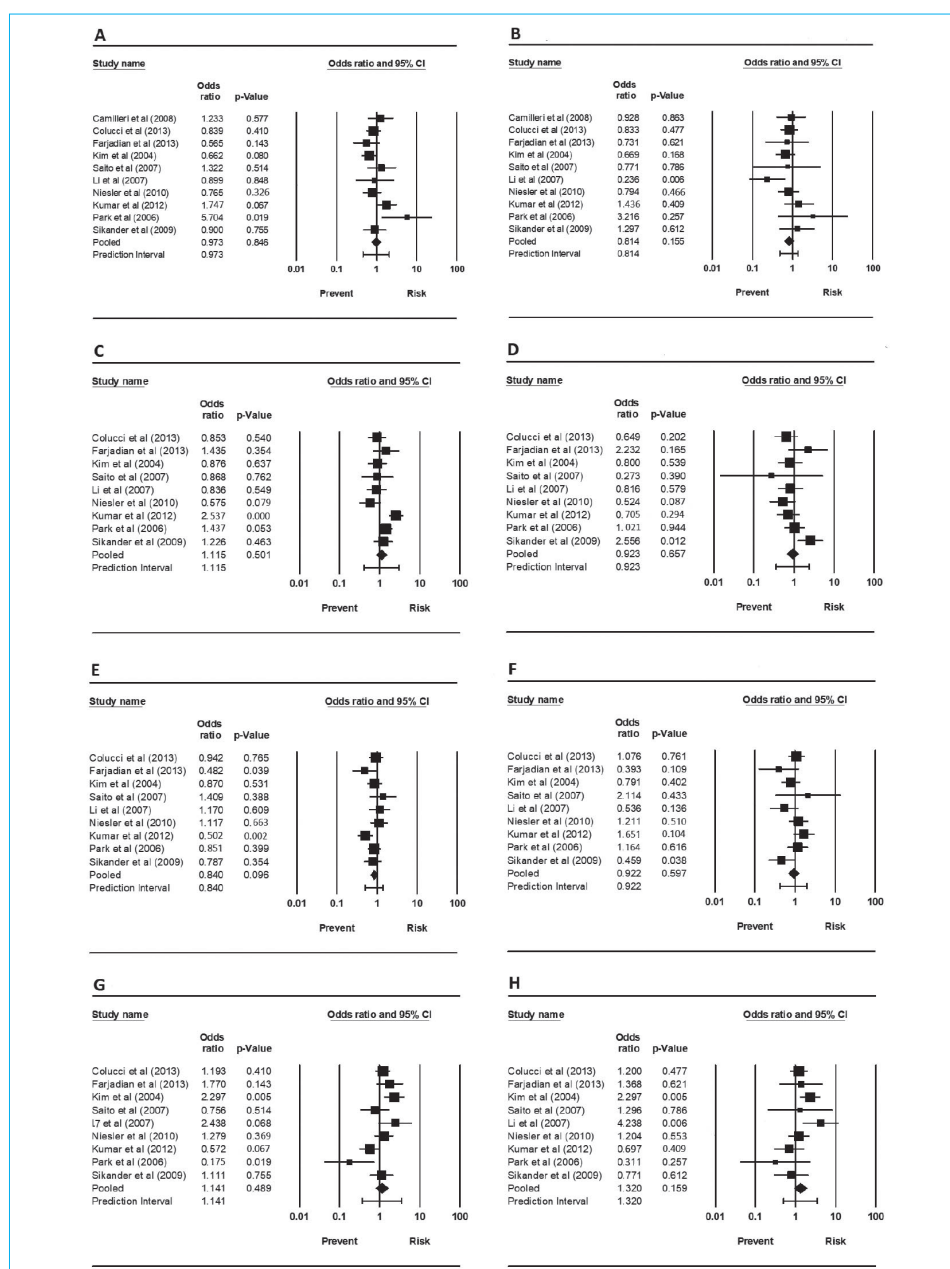 A
Study name Odds ratio and 95% CI
Odds
ratio p-Value
Camilleri et al (2008) 1.233 0.577
Colucci et al (2013) 0.839 0.410
Farjadian et al (2013) 0.565 0.143
Kim et al (2004) 0.662 0.080
Saito et al (2007) 1.322 0.514
Li et al (2007) 0.899 0.848
Niesler et al (2010) 0.765 0.326
Kumar et al (2012) 1.747 0.067
Park et al (2006) 5.704 0.019
Sikander et al (2009) 0.900 0.755
Pooled 0.973 0.846
Prediction Interval 0.973
0.01 0.1 1 10 100
Prevent Risk
B
Study name Odds ratio and 95% CI
Odds
ratio p-Value
Camilleri et al (2008) 0.928 0.863
Colucci et al (2013) 0.833 0.477
Farjadian et al (2013) 0.731 0.621
Kim et al (2004) 0.669 0.168
Saito et al (2007) 0.771 0.786
Li et al (2007) 0.236 0.006
Niesler et al (2010) 0.794 0.466
Kumar et al (2012) 1.436 0.409
Park et al (2006) 3.216 0.257
Sikander et al (2009) 1.297 0.612
Pooled 0.814 0.155
Prediction Interval 0.814
0.01 0.1 1 10 100
Prevent Risk
C
Study name Odds ratio and 95% CI
Odds
ratio p-Value
Colucci et al (2013) 0.853 0.540
Farjadian et al (2013) 1.435 0.354
Kim et al (2004) 0.876 0.637
Saito et al (2007) 0.868 0.762
Li et al (2007) 0.836 0.549
Niesler et al (2010) 0.575 0.079
Kumar et al (2012) 2.537 0.000
Park et al (2006) 1.437 0.053
Sikander et al (2009) 1.226 0.463
Pooled 1.115 0.501
Prediction Interval 1.115
0.01 0.1 1 10 100
Prevent Risk
D
Study name Odds ratio and 95% CI
Odds
ratio p-Value
Colucci et al (2013) 0.649 0.202
Farjadian et al (2013) 2.232 0.165
Kim et al (2004) 0.800 0.539
Saito et al (2007) 0.273 0.390
Li et al (2007) 0.816 0.579
Niesler et al (2010) 0.524 0.087
Kumar et al (2012) 0.705 0.294
Park et al (2006) 1.021 0.944
Sikander et al (2009) 2.556 0.012
Pooled 0.923 0.657
Prediction Interval 0.923
0.01 0.1 1 10 100
Prevent Risk
E
Study name Odds ratio and 95% CI
Odds
ratio p-Value
Colucci et al (2013) 0.942 0.765
Farjadian et al (2013) 0.482 0.039
Kim et al (2004) 0.870 0.531
Saito et al (2007) 1.409 0.388
Li et al (2007) 1.170 0.609
Niesler et al (2010) 1.117 0.663
Kumar et al (2012) 0.502 0.002
Park et al (2006) 0.851 0.399
Sikander et al (2009) 0.787 0.354
Pooled 0.840 0.096
Prediction Interval 0.840
0.01 0.1 1 10 100
Prevent Risk
F
Study name Odds ratio and 95% CI
Odds
ratio p-Value
Colucci et al (2013) 1.076 0.761
Farjadian et al (2013) 0.393 0.109
Kim et al (2004) 0.791 0.402
Saito et al (2007) 2.114 0.433
Li et al (2007) 0.536 0.136
Niesler et al (2010) 1.211 0.510
Kumar et al (2012) 1.651 0.104
Park et al (2006) 1.164 0.616
Sikander et al (2009) 0.459 0.038
Pooled 0.922 0.597
Prediction Interval 0.922
0.01 0.1 1 10 100
Prevent Risk
G
Study name Odds ratio and 95% CI
Odds
ratio p-Value
Colucci et al (2013) 1.193 0.410
Farjadian et al (2013) 1.770 0.143
Kim et al (2004) 2.297 0.005
Saito et al (2007) 0.756 0.514
L7 et al (2007) 2.438 0.068
Niesler et al (2010) 1.279 0.369
Kumar et al (2012) 0.572 0.067
Park et al (2006) 0.175 0.019
Sikander et al (2009) 1.111 0.755
Pooled 1.141 0.489
Prediction Interval 1.141
0.01 0.1 1 10 100
Prevent Risk
H
Study name Odds ratio and 95% CI
Odds
ratio p-Value
Colucci et al (2013) 1.200 0.477
Farjadian et al (2013) 1.368 0.621
Kim et al (2004) 2.297 0.005
Saito et al (2007) 1.296 0.786
Li et al (2007) 4.238 0.006
Niesler et al (2010) 1.204 0.553
Kumar et al (2012) 0.697 0.409
Park et al (2006) 0.311 0.257
Sikander et al (2009) 0.771 0.612
Pooled 1.320 0.159
Prediction Interval 1.320
0.01 0.1 1 10 100
Prevent Risk